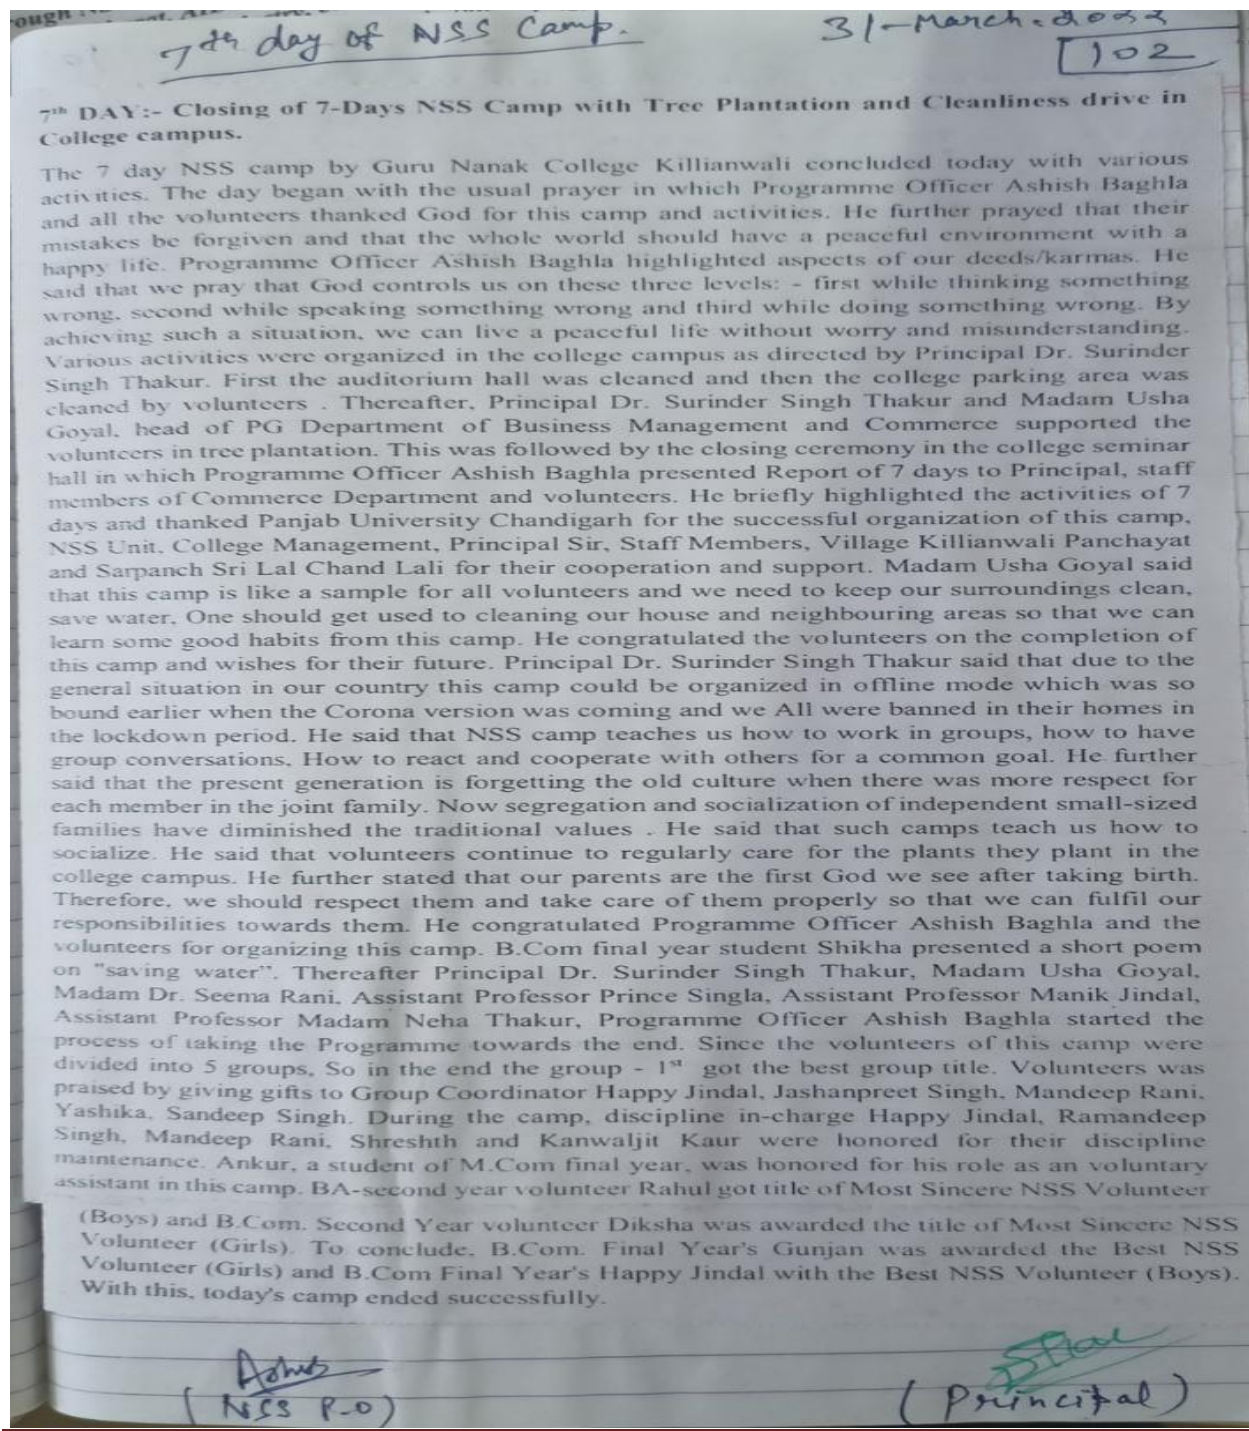 ough
7th day of NSS Camp.
31-March-2022
102
7th DAY:- Closing of 7-Days NSS Camp with Tree Plantation and Cleanliness drive in
College campus.
The 7 day NSS camp by Guru Nanak College Killianwali concluded today with various
activities. The day began with the usual prayer in which Programme Officer Ashish Baghla
and all the volunteers thanked God for this camp and activities. He further prayed that their
mistakes be forgiven and that the whole world should have a peaceful environment with a
happy life. Programme Officer Ashish Baghla highlighted aspects of our deeds/karmas. He
said that we pray that God controls us on these three levels: - first while thinking something
wrong, second while speaking something wrong and third while doing something wrong. By
achieving such a situation, we can live a peaceful life without worry and misunderstanding.
Various activities were organized in the college campus as directed by Principal Dr. Surinder
Singh Thakur. First the auditorium hall was cleaned and then the college parking area was
cleaned by volunteers . Thereafter, Principal Dr. Surinder Singh Thakur and Madam Usha
Goyal, head of PG Department of Business Management and Commerce supported the
volunteers in tree plantation. This was followed by the closing ceremony in the college seminar
hall in which Programme Officer Ashish Baghla presented Report of 7 days to Principal, staff
members of Commerce Department and volunteers. He briefly highlighted the activities of 7
days and thanked Panjab University Chandigarh for the successful organization of this camp,
NSS Unit, College Management, Principal Sir, Staff Members, Village Killianwali Panchayat
and Sarpanch Sri Lal Chand Lali for their cooperation and support. Madam Usha Goyal said
that this camp is like a sample for all volunteers and we need to keep our surroundings clean,
save water, One should get used to cleaning our house and neighbouring areas so that we can
learn some good habits from this camp. He congratulated the volunteers on the completion of
this camp and wishes for their future. Principal Dr. Surinder Singh Thakur said that due to the
general situation in our country this camp could be organized in offline mode which was so
bound earlier when the Corona version was coming and we All were banned in their homes in
the lockdown period. He said that NSS camp teaches us how to work in groups, how to have
group conversations, How to react and cooperate with others for a common goal. He further
said that the present generation is forgetting the old culture when there was more respect for
each member in the joint family. Now segregation and socialization of independent small-sized
families have diminished the traditional values . He said that such camps teach us how to
socialize. He said that volunteers continue to regularly care for the plants they plant in the
college campus. He further stated that our parents are the first God we see after taking birth.
Therefore, we should respect them and take care of them properly so that we can fulfil our
responsibilities towards them. He congratulated Programme Officer Ashish Baghla and the
volunteers for organizing this camp. B.Com final year student Shikha presented a short poem
on "saving water". Thereafter Principal Dr. Surinder Singh Thakur, Madam Usha Goyal,
Madam Dr. Seema Rani, Assistant Professor Prince Singla, Assistant Professor Manik Jindal,
Assistant Professor Madam Neha Thakur, Programme Officer Ashish Baghla started the
process of taking the Programme towards the end. Since the volunteers of this camp were
divided into 5 groups, So in the end the group - 1st got the best group title. Volunteers was
praised by giving gifts to Group Coordinator Happy Jindal, Jashanpreet Singh, Mandeep Rani,
Yashika, Sandeep Singh. During the camp, discipline in-charge Happy Jindal, Ramandeep
Singh, Mandeep Rani, Shreshth and Kanwaljit Kaur were honored for their discipline
maintenance. Ankur, a student of M.Com final year, was honored for his role as an voluntary
assistant in this camp. BA-second year volunteer Rahul got title of Most Sincere NSS Volunteer
(Boys) and B.Com. Second Year volunteer Diksha was awarded the title of Most Sincere NSS
Volunteer (Girls). To conclude, B.Com. Final Year's Gunjan was awarded the Best NSS
Volunteer (Girls) and B.Com Final Year's Happy Jindal with the Best NSS Volunteer (Boys).
With this, today's camp ended successfully.
(NSS P.O)
(Principal)